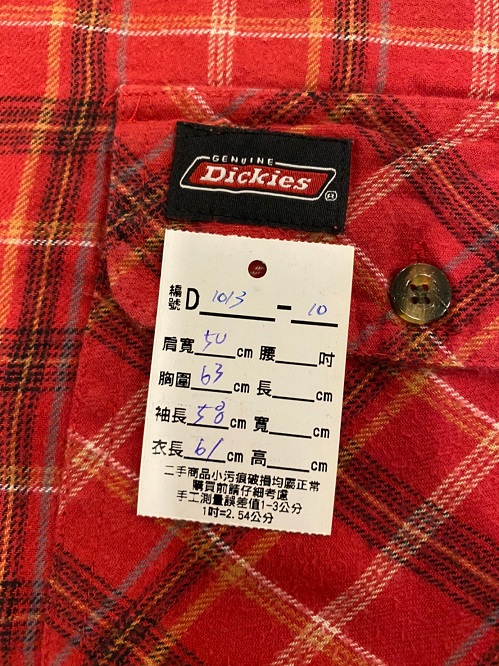 GENUINE
Dickies®
編號D 1013 - 10
肩寬 50 cm 腰 吋
胸圍 63 cm 長 cm
袖長 58 cm 寬 cm
衣長 61 cm 高 cm
二手商品小污痕破損均屬正常
購買前請仔細考慮
手工測量誤差值1-3公分
1吋=2.54公分